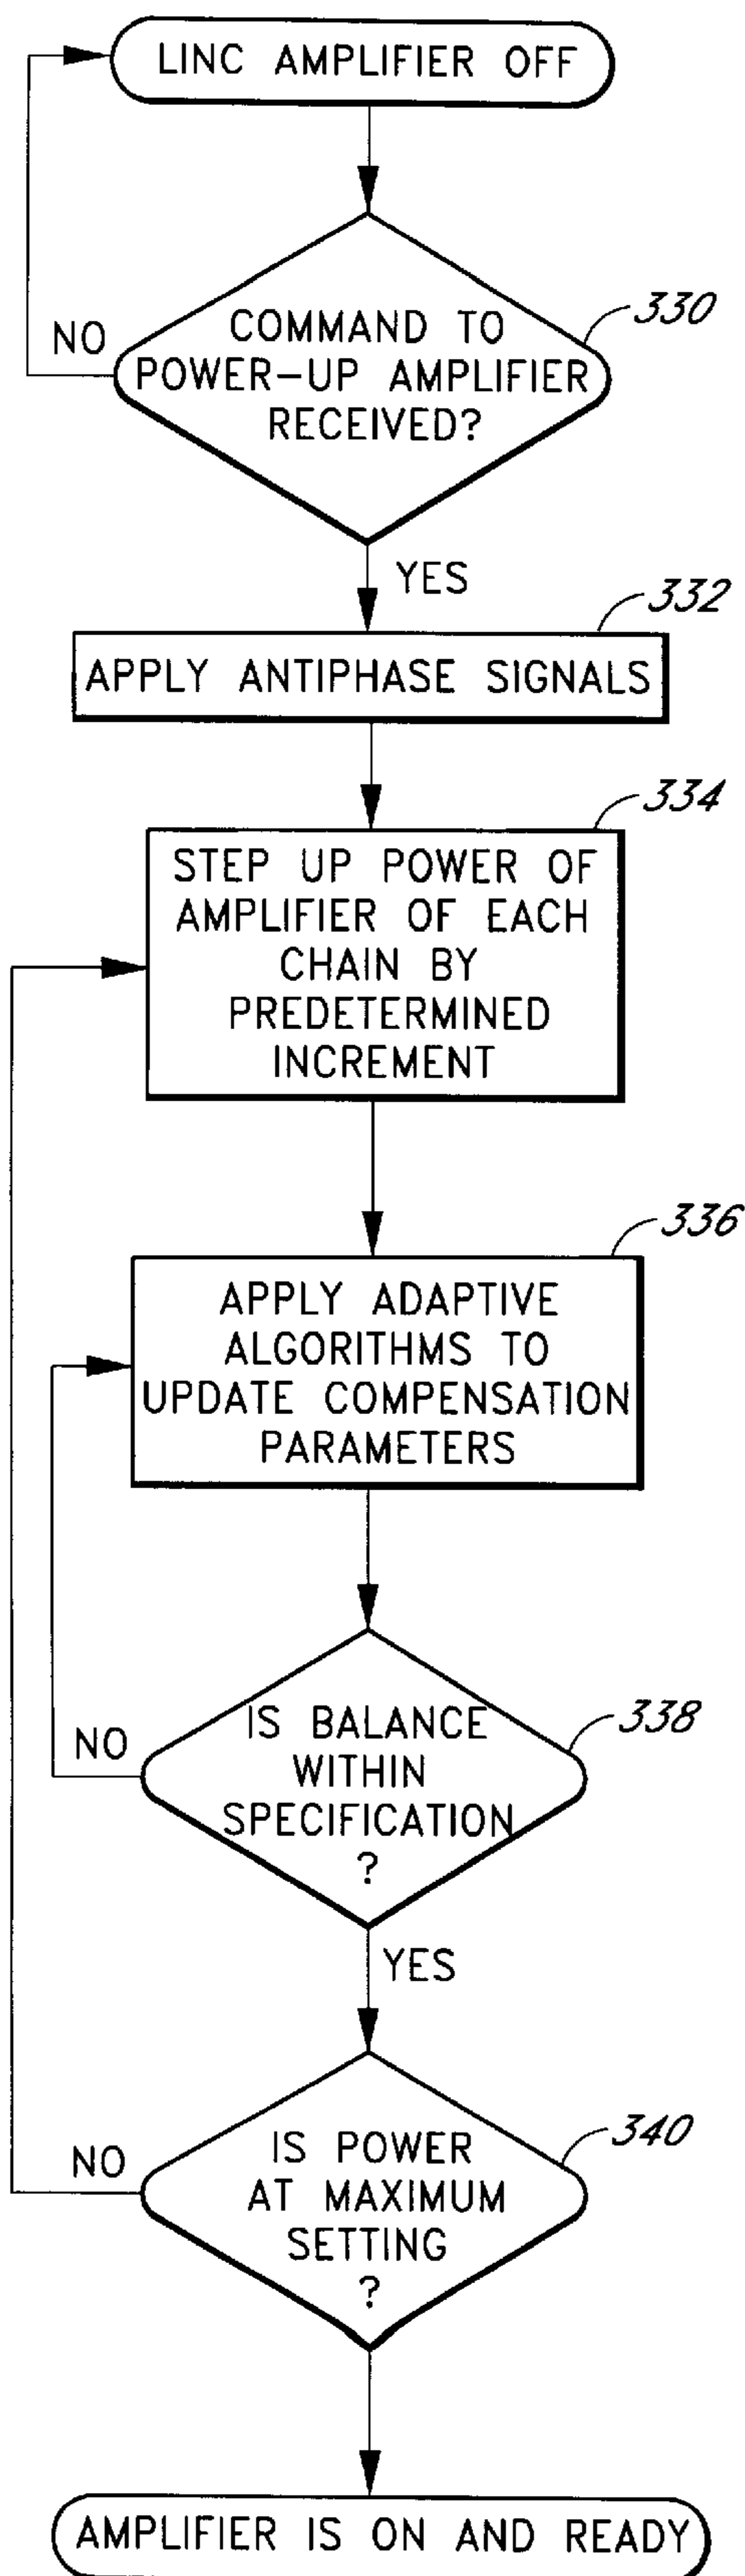 LINC AMPLIFIER OFF
330
NO
COMMAND TO
POWER-UP AMPLIFIER
RECEIVED?
YES
332
APPLY ANTIPHASE SIGNALS
334
STEP UP POWER OF
AMPLIFIER OF EACH
CHAIN BY
PREDETERMINED
INCREMENT
336
APPLY ADAPTIVE
ALGORITHMS TO
UPDATE COMPENSATION
PARAMETERS
338
NO
IS BALANCE
WITHIN
SPECIFICATION
?
YES
340
NO
IS POWER
AT MAXIMUM
SETTING
?
AMPLIFIER IS ON AND READY